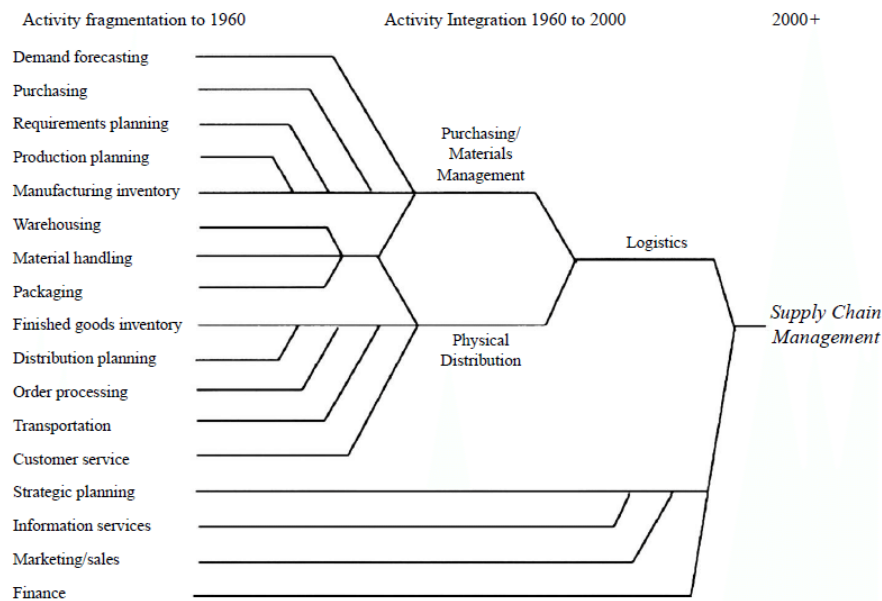 Activity fragmentation to 1960
Activity Integration 1960 to 2000
2000+
Demand forecasting
Purchasing
Requirements planning
Production planning
Manufacturing inventory
Warehousing
Material handling
Packaging
Finished goods inventory
Distribution planning
Order processing
Transportation
Customer service
Strategic planning
Information services
Marketing/sales
Finance
Purchasing/
Materials
Management
Physical
Distribution
Logistics
Supply Chain
Management